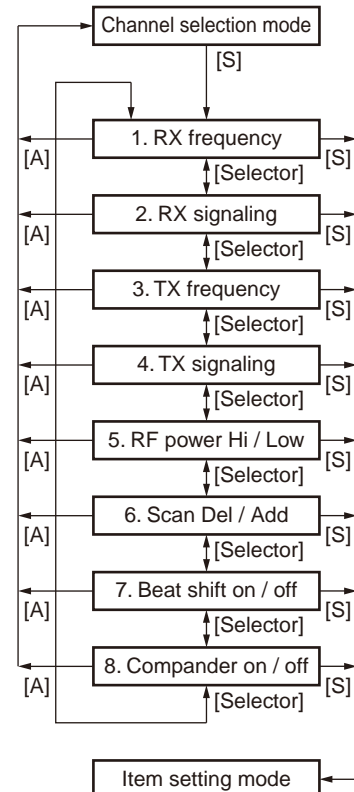 Channel selection mode
[S]
1. RX frequency
[A] [Selector] [S]
2. RX signaling
[A] [Selector] [S]
3. TX frequency
[A] [Selector] [S]
4. TX signaling
[A] [Selector] [S]
5. RF power Hi / Low
[A] [Selector] [S]
6. Scan Del / Add
[A] [Selector] [S]
7. Beat shift on / off
[A] [Selector] [S]
8. Compander on / off
[A] [Selector] [S]
Item setting mode